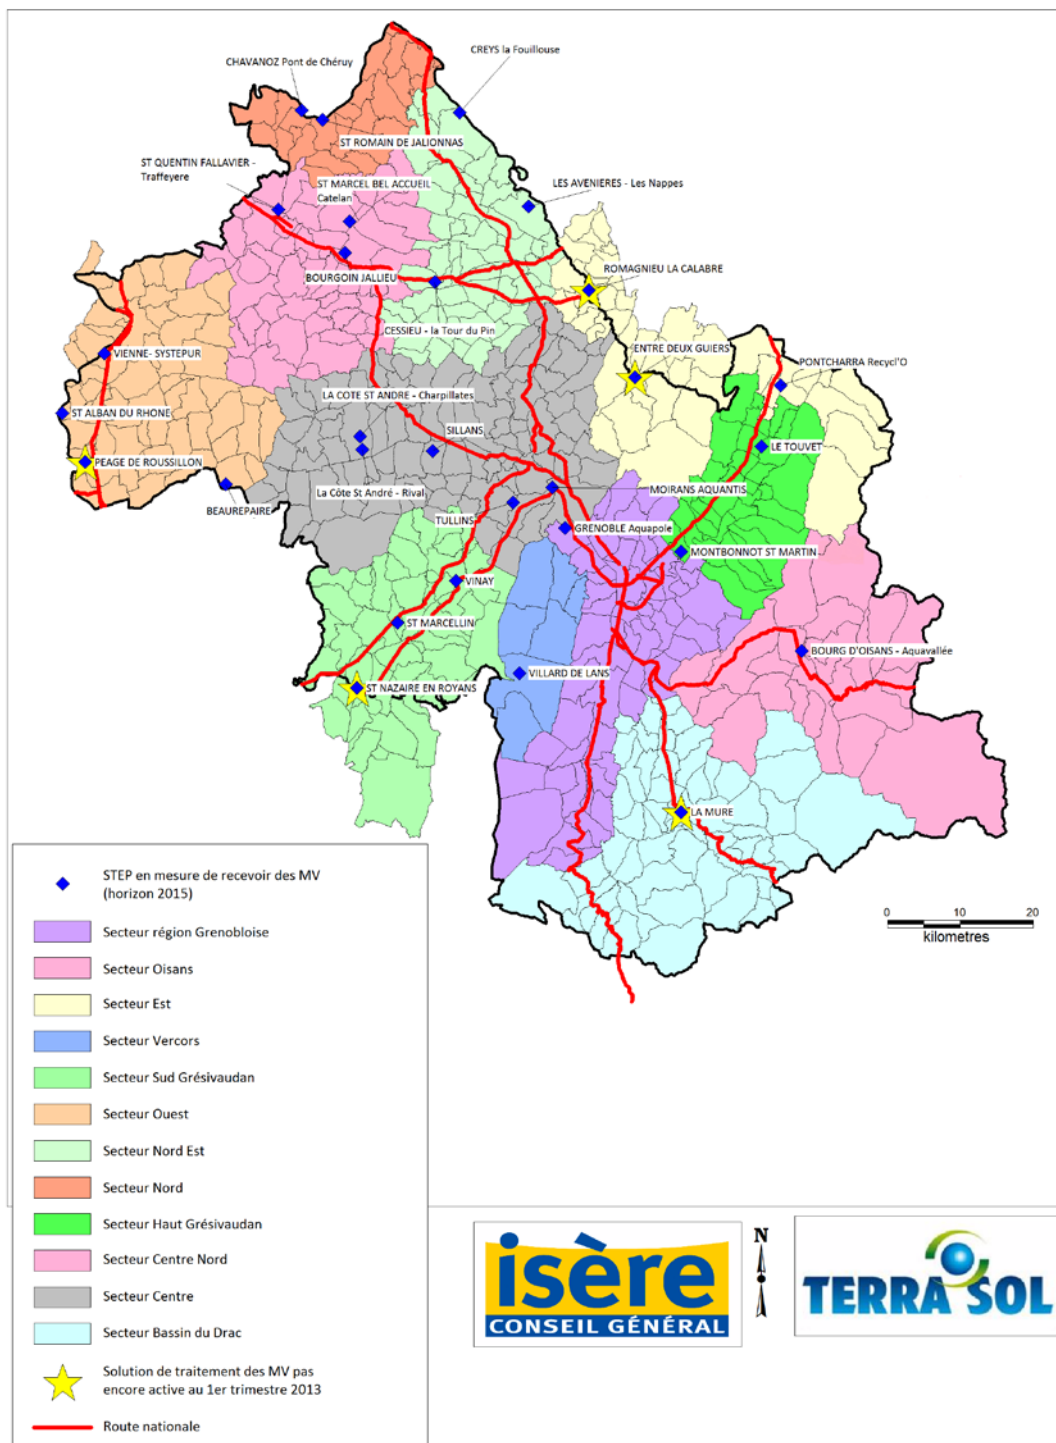 CREYS la Fouillouse
CHAVANOZ Pont de Chéruy
ST ROMAIN DE JALIONNAS
ST QUENTIN FALLAVIER -
Traffeyere
ST MARCEL BEL ACCUEIL
Catelan
LES AVENIERES - Les Nappes
ROMAGNIEU LA CALABRE
BOURGOIN JALLIEU
CESSIEU - la Tour du Pin
ENTRE DEUX GUIERS
VIENNE- SYSTEPUR
PONTCHARRA Recycl'O
LA COTE ST ANDRE - Charpillates
ST ALBAN DU RHONE
SILLANS
LE TOUVET
PEAGE DE ROUSSILLON
La Côte St André - Rival
MOIRANS AQUANTIS
BEAUREPAIRE
TULLINS
GRENOBLE Aquapole
MONTBONNOT ST MARTIN
VINAY
ST MARCELLIN
BOURG D'OISANS - Aquavallée
VILLARD DE LANS
ST NAZAIRE EN ROYANS
LA MURE
STEP en mesure de recevoir des MV
(horizon 2015)
Secteur région Grenobloise
Secteur Oisans
Secteur Est
Secteur Vercors
Secteur Sud Grésivaudan
Secteur Ouest
Secteur Nord Est
Secteur Nord
Secteur Haut Grésivaudan
Secteur Centre Nord
Secteur Centre
Secteur Bassin du Drac
Solution de traitement des MV pas
encore active au 1er trimestre 2013
Route nationale
0 10 20
kilometres
isère
CONSEIL GÉNÉRAL
N
TERRA SOL